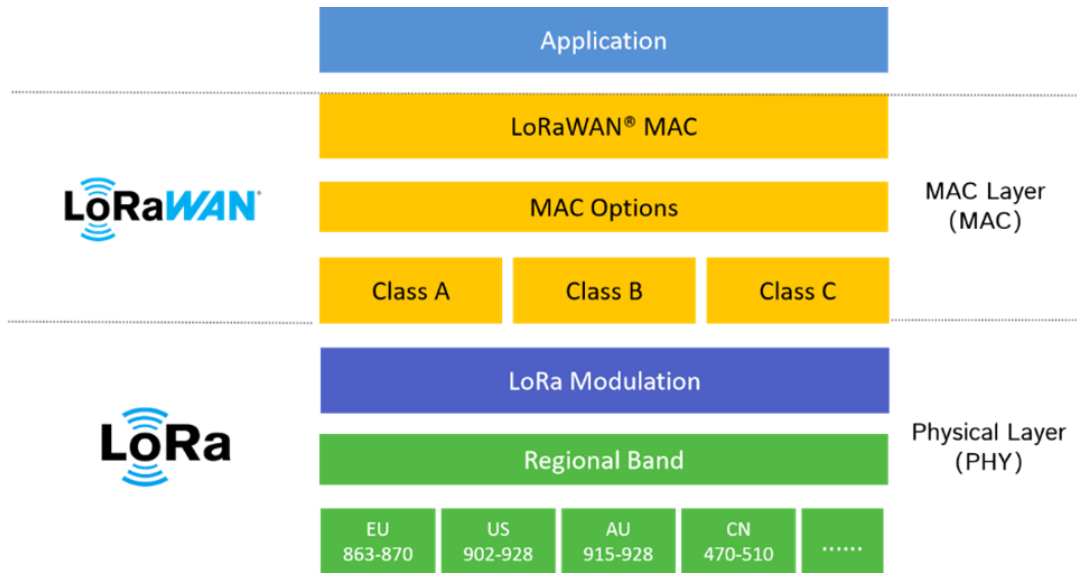 Application
LoRaWAN® MAC
LoRaWAN®
MAC Options
MAC Layer
(MAC)
Class A
Class B
Class C
LoRa Modulation
LoRa
Regional Band
Physical Layer
(PHY)
EU
863-870
US
902-928
AU
915-928
CN
470-510
......